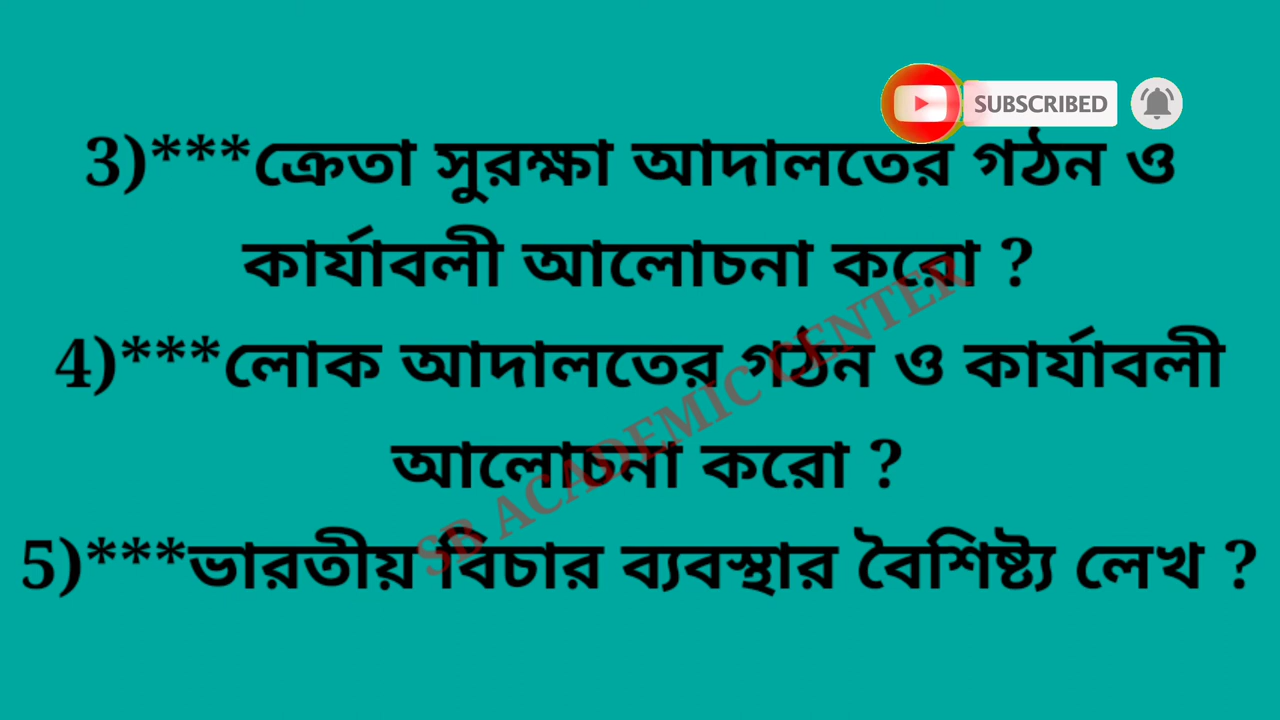 SUBSCRIBED
3)***ক্রেতা সুরক্ষা আদালতের গঠন ও
কার্যাবলী আলোচনা করো ?
4)***লোক আদালতের গঠন ও কার্যাবলী
আলোচনা করো ?
5)***ভারতীয় বিচার ব্যবস্থার বৈশিষ্ট্য লেখ ?
SB ACADEMIC CENTER